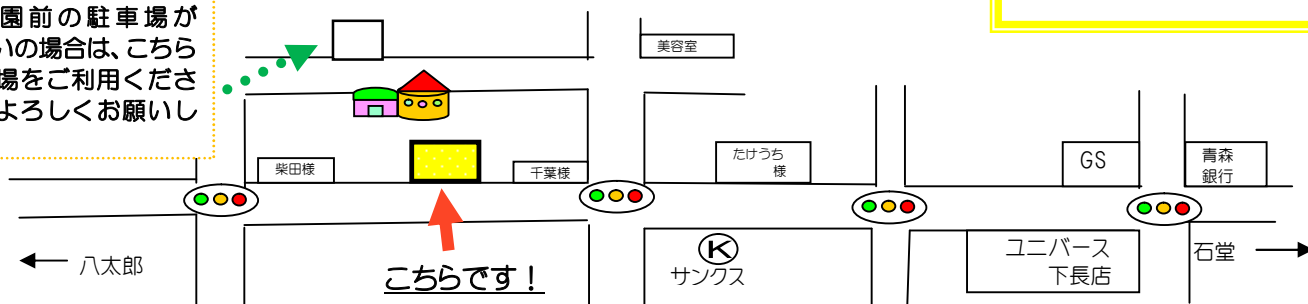 園前の駐車場が
いの場合は、こちら
場をご利用くださ
よろしくお願いし
美容室
柴田様
千葉様
たけうち
様
GS
青森
銀行
八太郎
こちらです！
K
サンクス
ユニバース
下長店
石堂